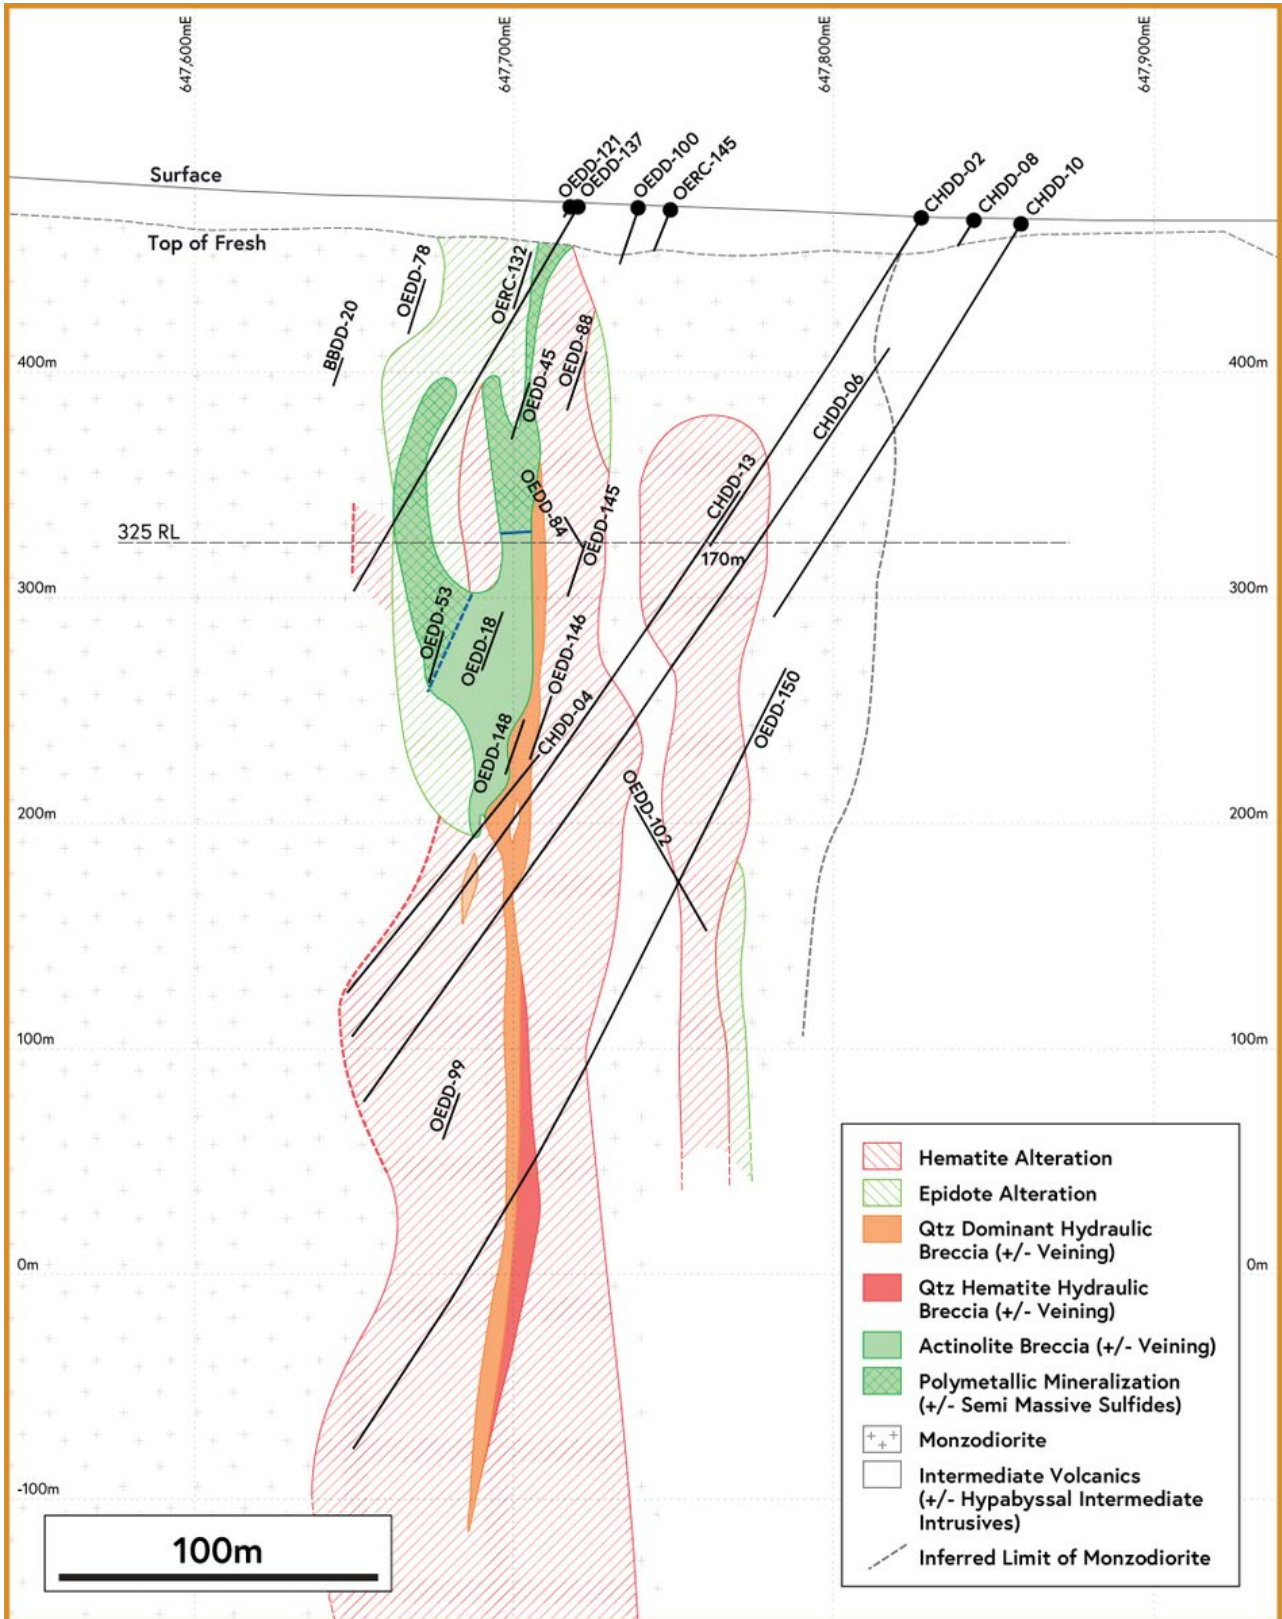 647,600mE
647,700mE
647,800mE
647,900mE
Surface
Top of Fresh
OEDD-121
OEDD-137
OEDD-100
OERC-145
CHDD-02
CHDD-08
CHDD-10
OEDD-78
OERC-132
BBDD-20
OEDD-88
OEDD-45
400m
400m
CHDD-06
CHDD-13
OEDD-84
OEDD-145
325 RL
170m
300m
300m
OEDD-53
OEDD-18
OEDD-146
CHDD-04
OEDD-150
OEDD-148
OEDD-102
200m
200m
100m
100m
OEDD-99
0m
0m
-100m
100m
Hematite Alteration
Epidote Alteration
Qtz Dominant Hydraulic
Breccia (+/- Veining)
Qtz Hematite Hydraulic
Breccia (+/- Veining)
Actinolite Breccia (+/- Veining)
Polymetallic Mineralization
(+/- Semi Massive Sulfides)
Monzodiorite
Intermediate Volcanics
(+/- Hypabyssal Intermediate
Intrusives)
Inferred Limit of Monzodiorite